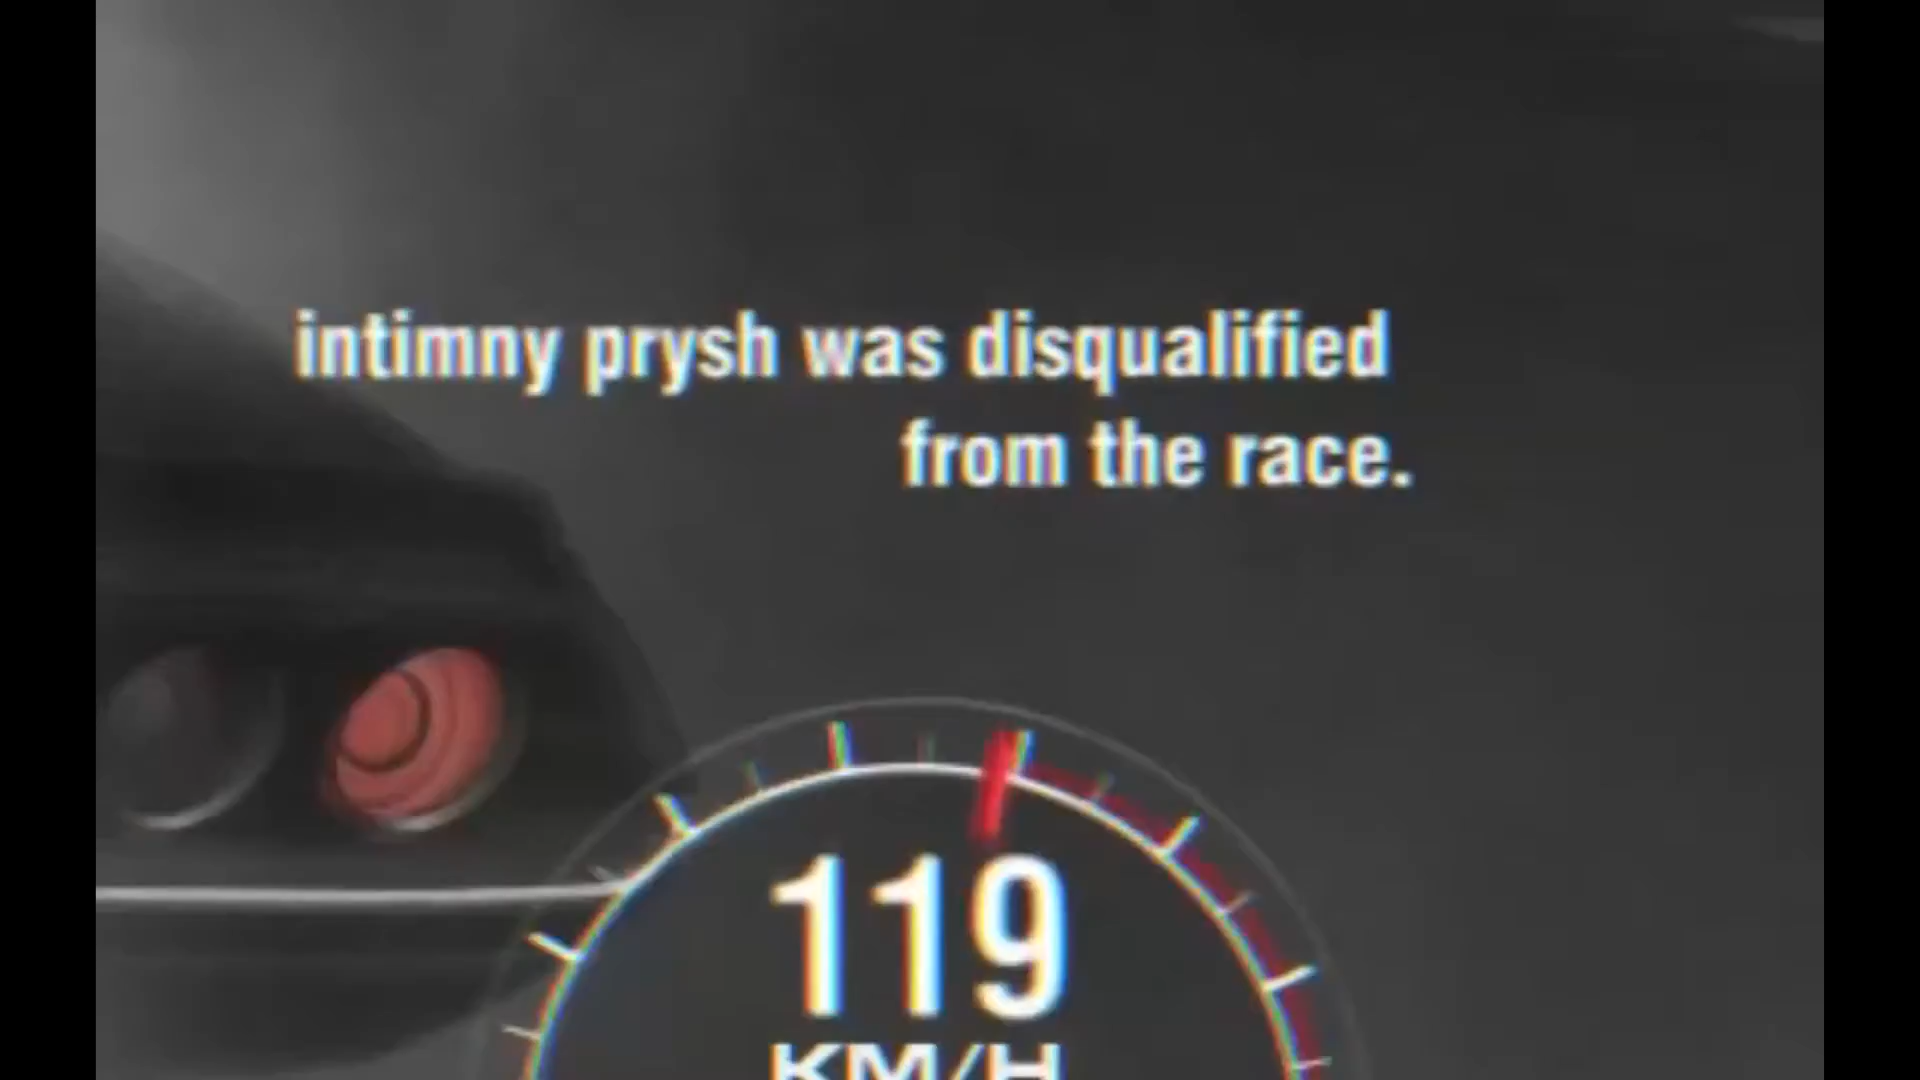 intimny prysh was disqualified
from the race.
119
KM/H